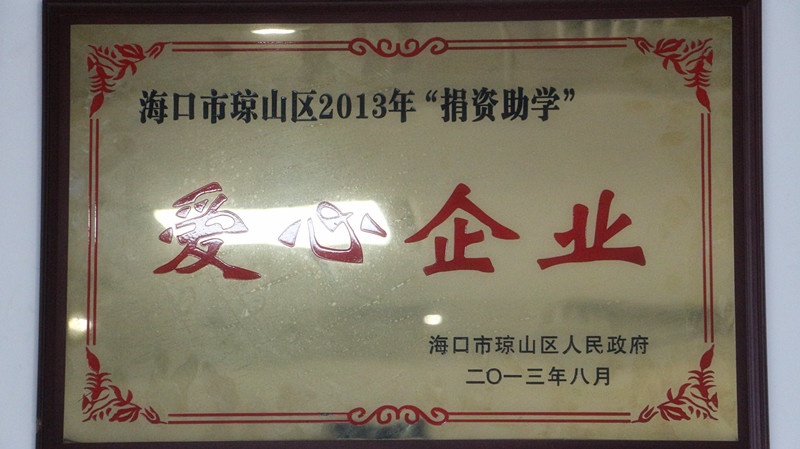 海口市琼山区2013年“捐资助学”
爱心企业
海口市琼山区人民政府
二〇一三年八月